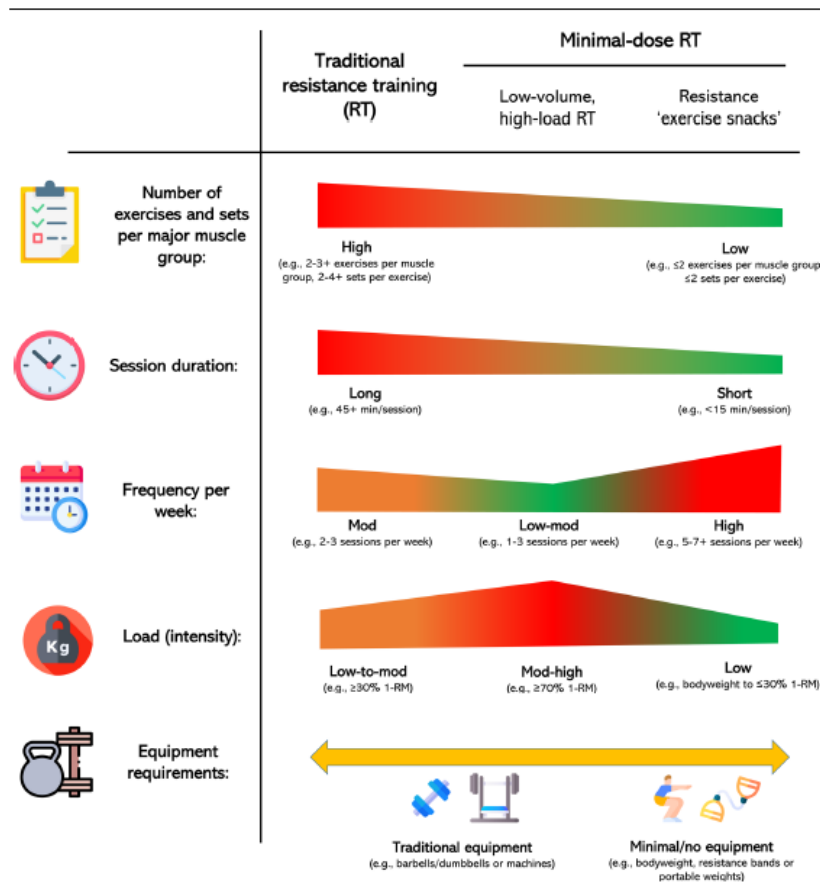 Minimal-dose RT
Traditional
resistance training
(RT)
Low-volume,
high-load RT
Resistance
'exercise snacks'
Number of
exercises and sets
per major muscle
group:
High
(e.g., 2-3+ exercises per muscle
group, 2-4+ sets per exercise)
Low
(e.g., ≤2 exercises per muscle group
≤2 sets per exercise)
Session duration:
Long
(e.g., 45+ min/session)
Short
(e.g., <15 min/session)
Frequency per
week:
Mod
(e.g., 2-3 sessions per week)
Low-mod
(e.g., 1-3 sessions per week)
High
(e.g., 5-7+ sessions per week)
Kg
Load (intensity):
Low-to-mod
(e.g., ≥30% 1-RM)
Mod-high
(e.g., ≥70% 1-RM)
Low
(e.g., bodyweight to ≤30% 1-RM)
Equipment
requirements:
Traditional equipment
(e.g., barbells/dumbbells or machines)
Minimal/no equipment
(e.g., bodyweight, resistance bands or
portable weights)